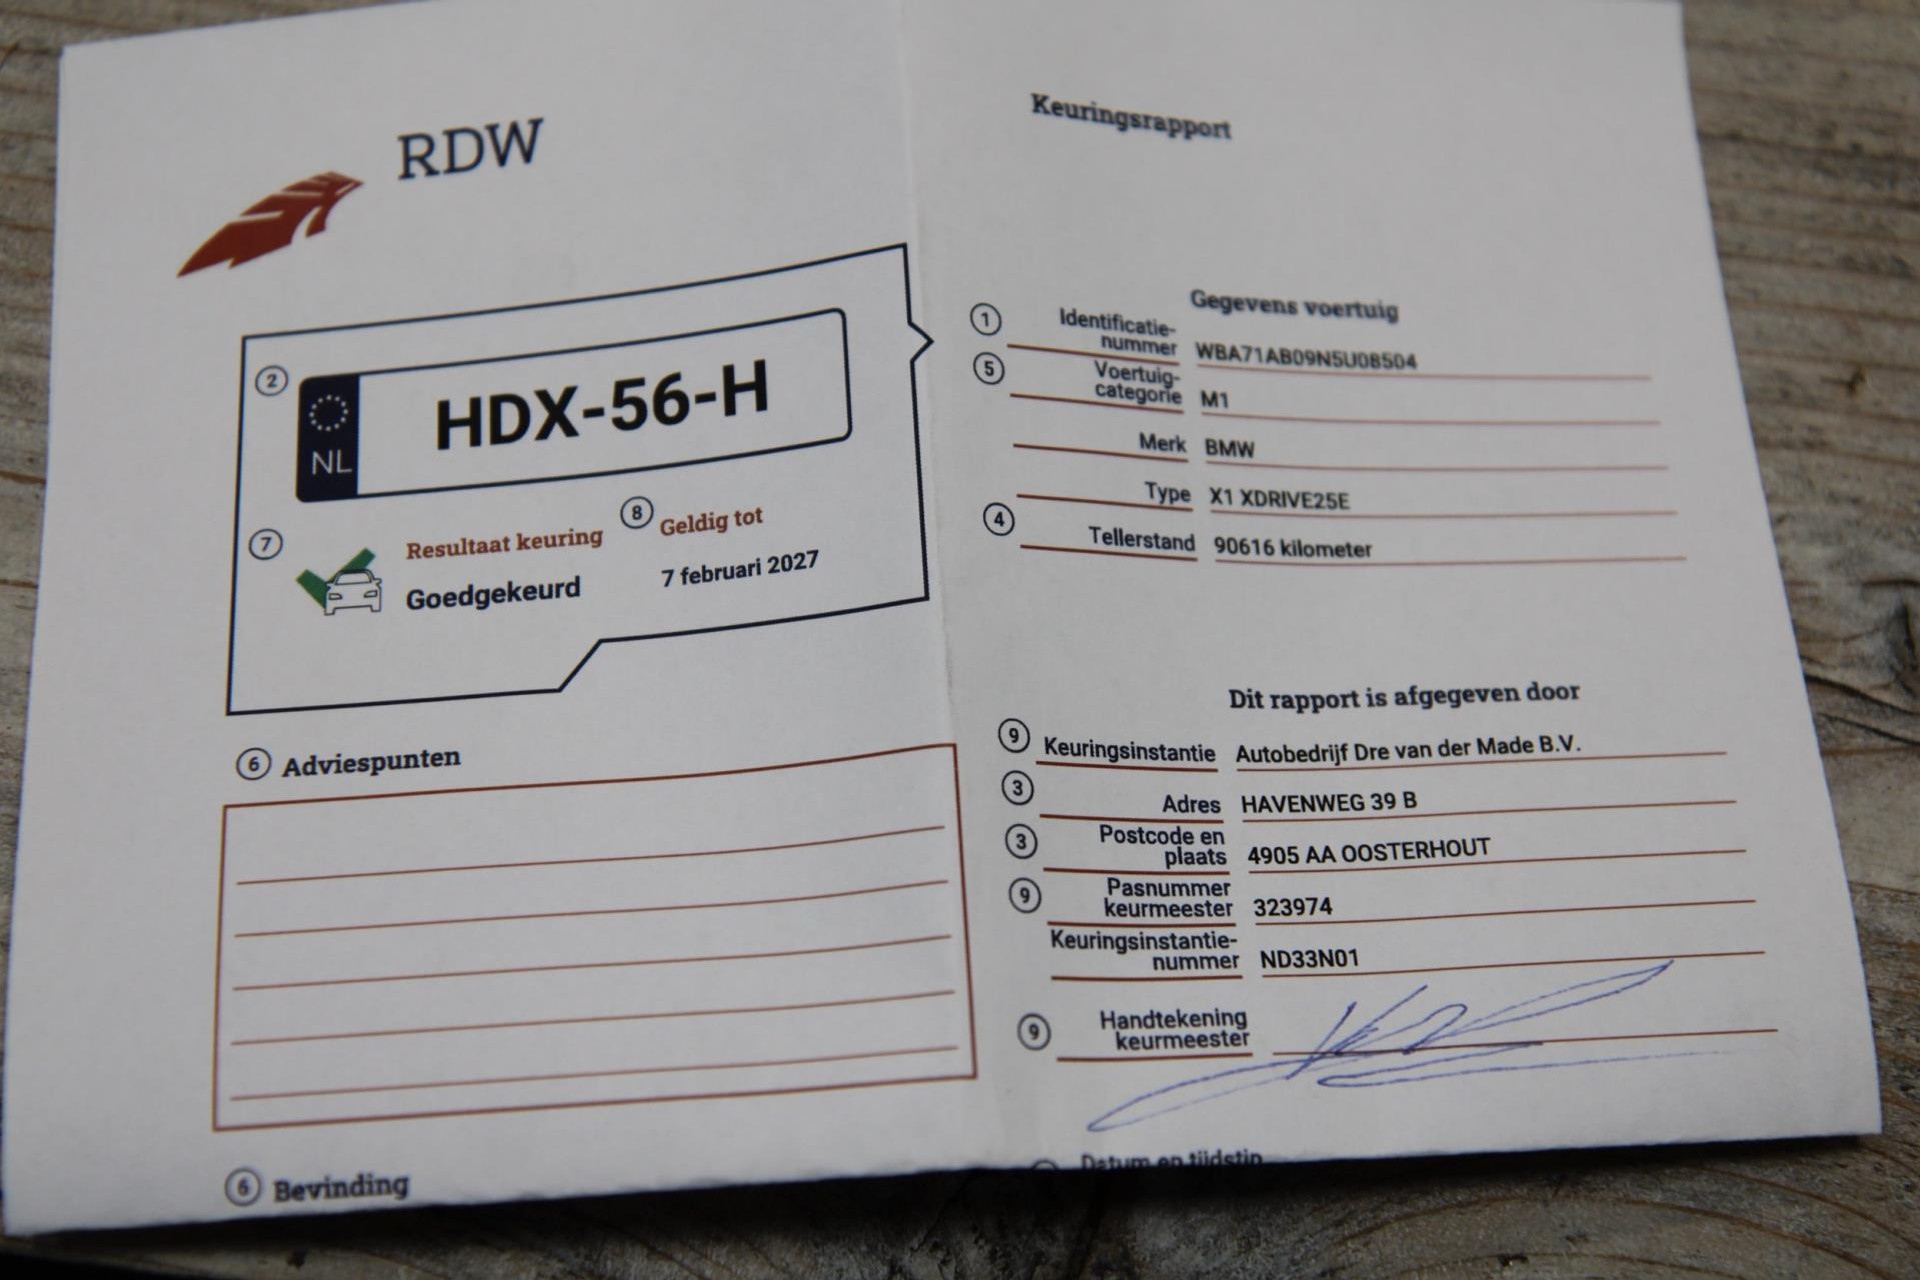 RDW
2
NL
HDX-56-H
7
Resultaat keuring
Goedgekeurd
8
Geldig tot
7 februari 2027
6 Adviespunten
6 Bevinding
Keuringsrapport
Gegevens voertuig
1 Identificatie-
nummer WBA71AB09N5U08504
5 Voertuig-
categorie M1
Merk BMW
Type X1 XDRIVE25E
4 Tellerstand 90616 kilometer
Dit rapport is afgegeven door
9 Keuringsinstantie Autobedrijf Dre van der Made B.V.
3 Adres HAVENWEG 39 B
3 Postcode en
plaats 4905 AA OOSTERHOUT
9 Pasnummer
keurmeester 323974
Keuringsinstantie-
nummer ND33N01
9 Handtekening
keurmeester
Datum en tijdstip